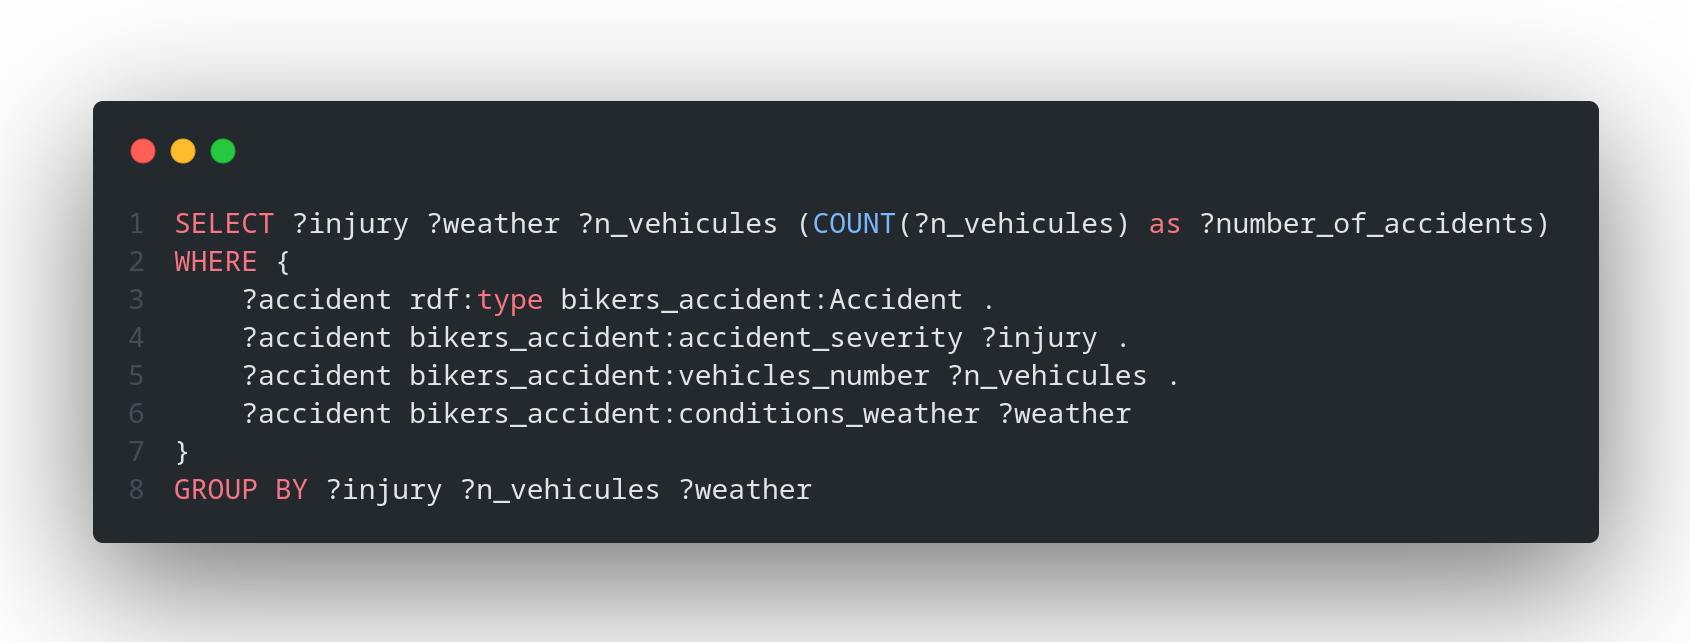 1 SELECT ?injury ?weather ?n_vehicules (COUNT(?n_vehicules) as ?number_of_accidents)
2 WHERE {
3     ?accident rdf:type bikers_accident:Accident .
4     ?accident bikers_accident:accident_severity ?injury .
5     ?accident bikers_accident:vehicles_number ?n_vehicules .
6     ?accident bikers_accident:conditions_weather ?weather
7 }
8 GROUP BY ?injury ?n_vehicules ?weather